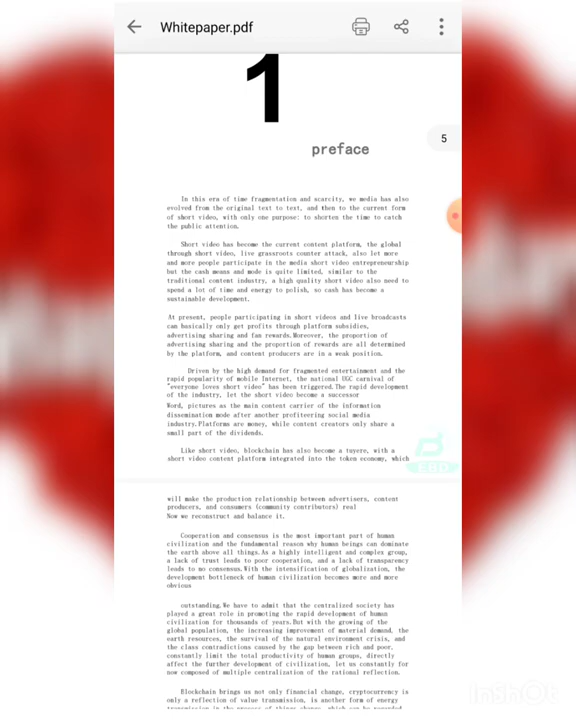 Whitepaper.pdf
1
5
preface
In this era of time fragmentation and scarcity, we media has also
evolved from the original text to text, and then to the current form
of short video, with only one purpose: to shorten the time to catch
the public attention.
Short video has become the current content platform, the global
through short video, live grassroots counter attack, also let more
and more people participate in the media short video entrepreneurship
but the cash means and mode is quite limited, similar to the
traditional content industry, a high quality short video also need to
spend a lot of time and energy to polish, so cash has become a
sustainable development.
At present, people participating in short videos and live broadcasts
can basically only get profits through platform subsidies,
advertising sharing and fan rewards.Moreover, the proportion of
advertising sharing and the proportion of rewards are all determined
by the platform, and content producers are in a weak position.
Driven by the high demand for fragmented entertainment and the
rapid popularity of mobile Internet, the national UGC carnival of
"everyone loves short video" has been triggered.The rapid development
of the industry, let the short video become a successor
Word, pictures as the main content carrier of the information
dissemination mode after another profiteering social media
industry.Platforms are money, while content creators only share a
small part of the dividends.
Like short video, blockchain has also become a tuyere, with a
short video content platform integrated into the token economy, which
EBD
will make the production relationship between advertisers, content
producers, and consumers (community contributors) real
Now we reconstruct and balance it.
Cooperation and consensus is the most important part of human
civilization and the fundamental reason why human beings can dominate
the earth above all things.As a highly intelligent and complex group,
a lack of trust leads to poor cooperation, and a lack of transparency
leads to no consensus.With the intensification of globalization, the
development bottleneck of human civilization becomes more and more
obvious
outstanding.We have to admit that the centralized society has
played a great role in promoting the rapid development of human
civilization for thousands of years.But with the growing of the
global population, the increasing improvement of material demand, the
earth resources, the survival of the natural environment crisis, and
the class contradictions caused by the gap between rich and poor,
constantly limit the total productivity of human groups, directly
affect the further development of civilization, let us constantly for
now composed of multiple centralization of the rational reflection.
Blockchain brings us not only financial change, cryptocurrency is
only a reflection of value transmission, is another form of energy
transmission in the process of things change, which can be recorded
InShOt